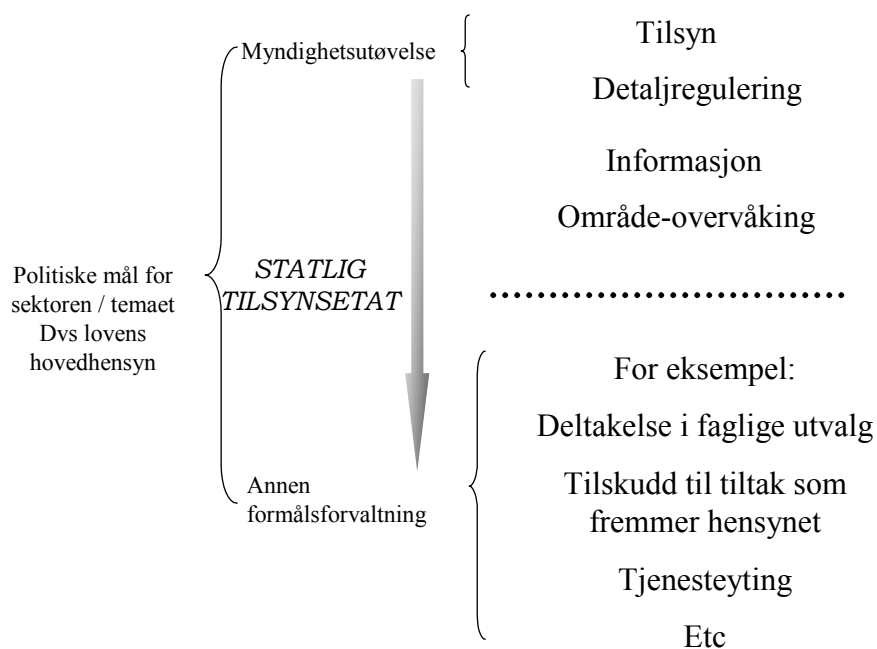 Politiske mål for
sektoren / temaet
Dvs lovens
hovedhensyn
Myndighetsutøvelse
STATLIG
TILSYNSETAT
Annen
formålsforvaltning
Tilsyn
Detaljregulering
Informasjon
Område-overvåking
For eksempel:
Deltakelse i faglige utvalg
Tilskudd til tiltak som
fremmer hensynet
Tjenesteyting
Etc